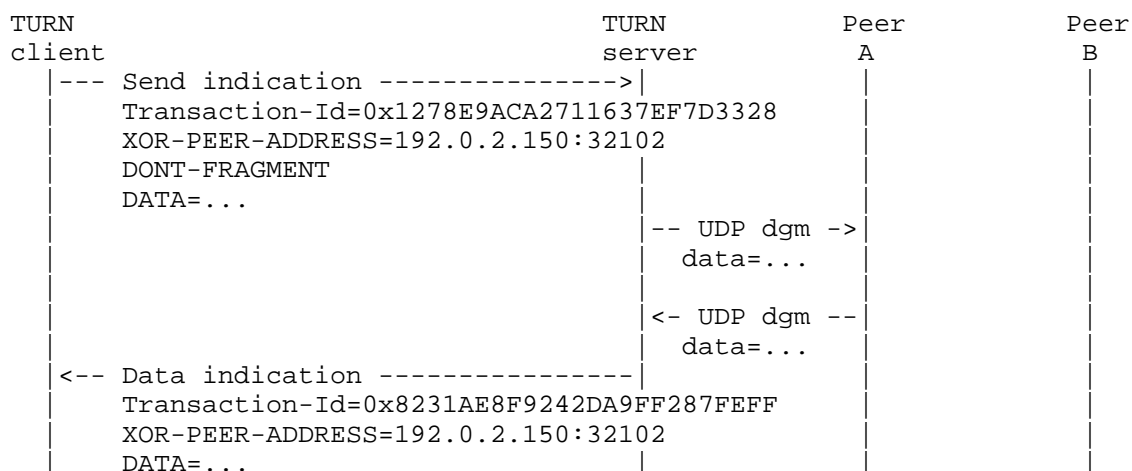 TURN                                 TURN          Peer          Peer
client                               server          A             B
  |--- Send indication --------------->|             |             |
  |    Transaction-Id=0x1278E9ACA2711637EF7D3328     |             |
  |    XOR-PEER-ADDRESS=192.0.2.150:32102            |             |
  |    DONT-FRAGMENT                   |             |             |
  |    DATA=...                        |             |             |
  |                                    |-- UDP dgm ->|             |
  |                                    |  data=...   |             |
  |                                    |             |             |
  |                                    |<- UDP dgm --|             |
  |                                    |  data=...   |             |
  |<-- Data indication ----------------|             |             |
  |    Transaction-Id=0x8231AE8F9242DA9FF287FEFF     |             |
  |    XOR-PEER-ADDRESS=192.0.2.150:32102            |             |
  |    DATA=...                        |             |             |